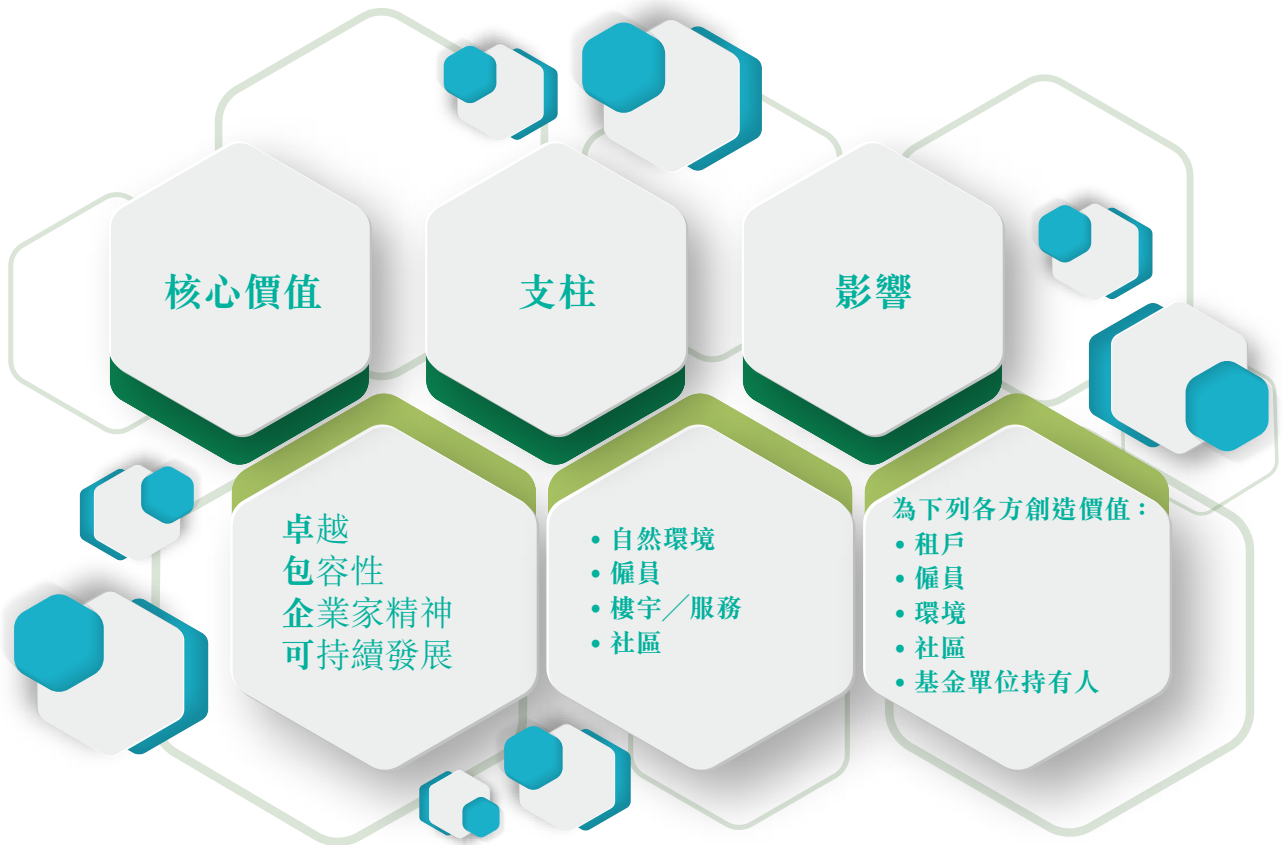 核心價值
支柱
影響
卓越
包容性
企業家精神
可持續發展
• 自然環境
• 僱員
• 樓宇╱服務
• 社區
為下列各方創造價值：
• 租戶
• 僱員
• 環境
• 社區
• 基金單位持有人